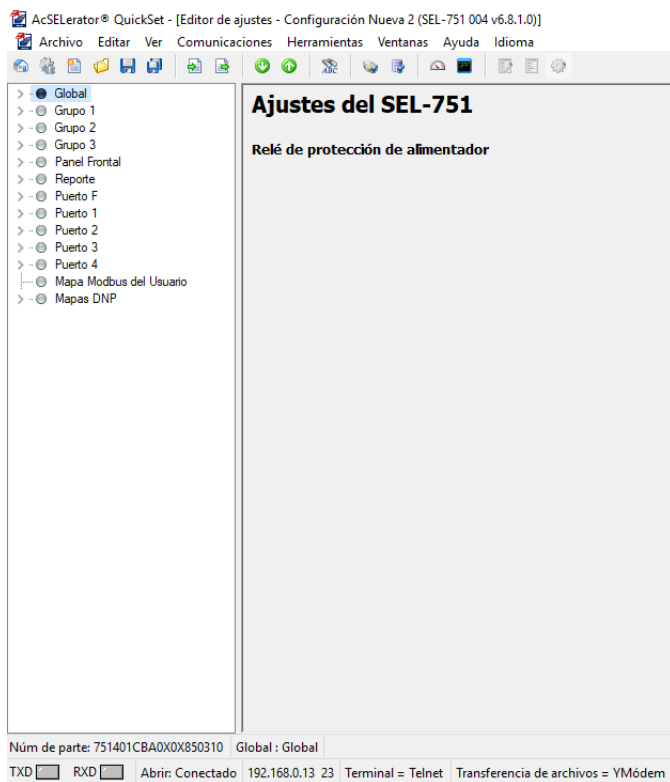 AcSELerator® QuickSet - [Editor de ajustes - Configuración Nueva 2 (SEL-751 004 v6.8.1.0)]
Archivo Editar Ver Comunicaciones Herramientas Ventanas Ayuda Idioma
ABC
Global
Grupo 1
Grupo 2
Grupo 3
Panel Frontal
Reporte
Puerto F
Puerto 1
Puerto 2
Puerto 3
Puerto 4
Mapa Modbus del Usuario
Mapas DNP
Ajustes del SEL-751
Relé de protección de alimentador
Núm de parte: 751401CBA0X0X850310 Global : Global
TXD RXD Abrir: Conectado 192.168.0.13 23 Terminal = Telnet Transferencia de archivos = YMódem